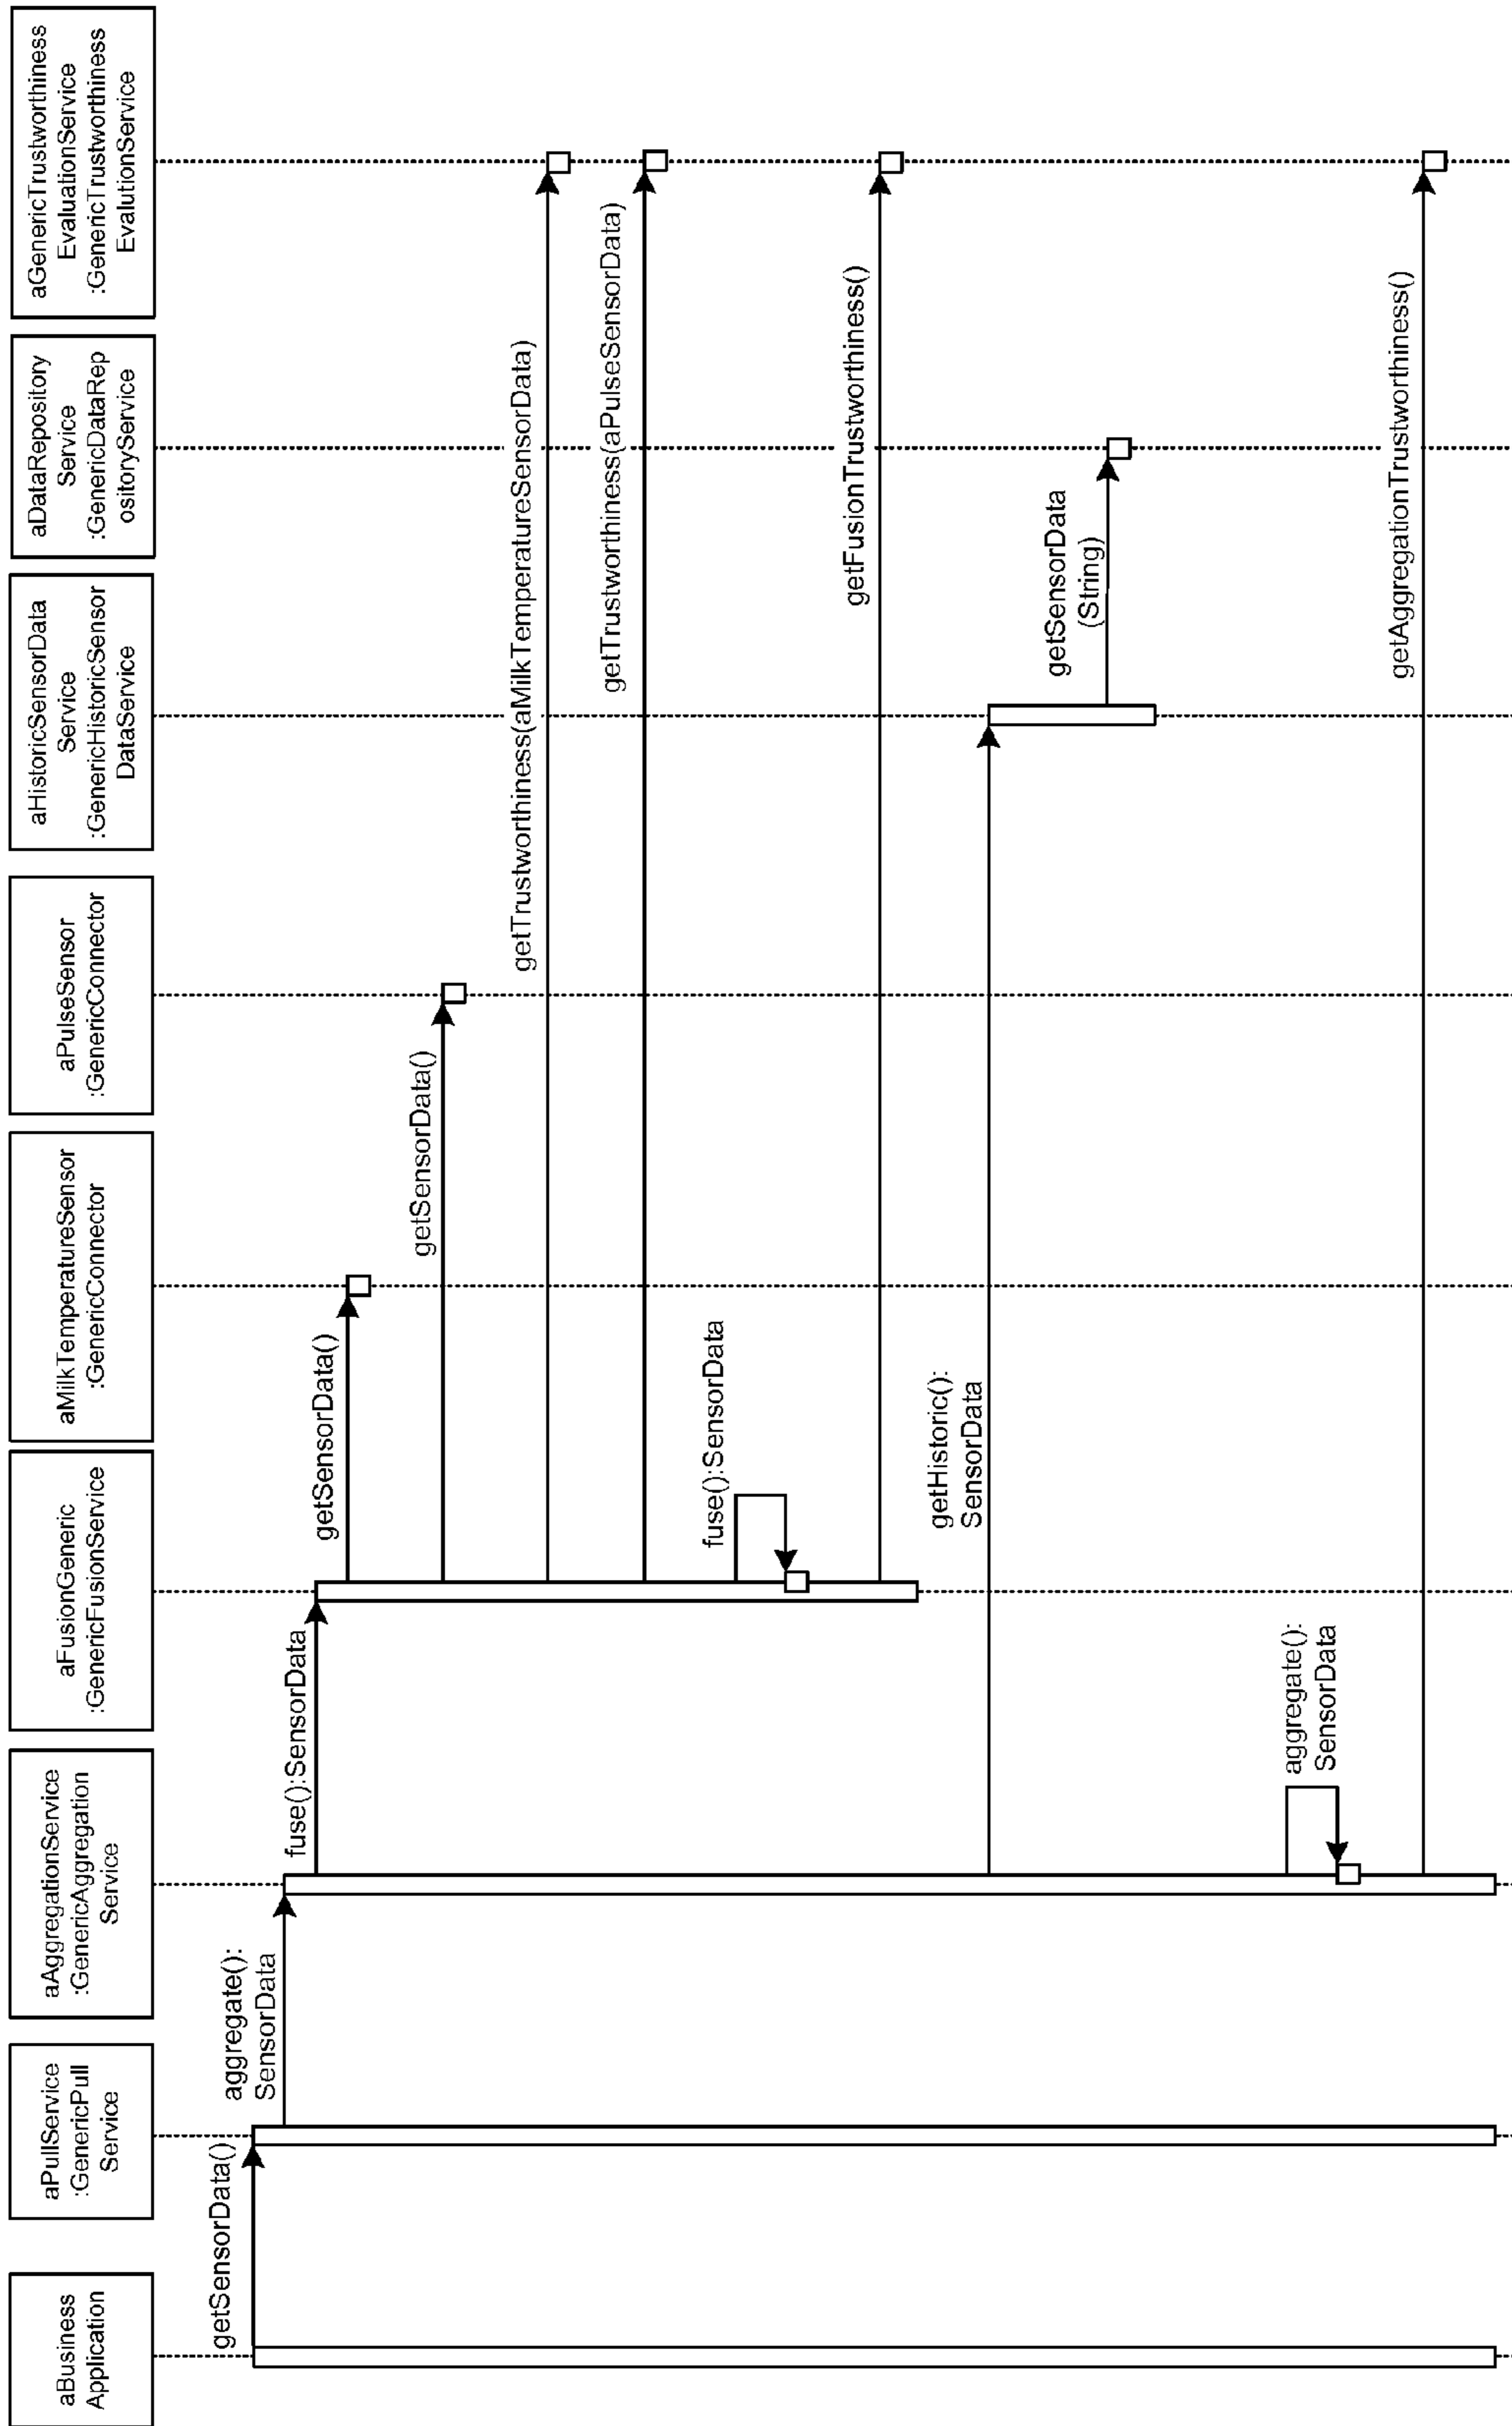 aBusiness
Application
aPullService
:GenericPull
Service
aAggregationService
:GenericAggregation
Service
aFusionGeneric
:GenericFusionService
aMilkTemperatureSensor
:GenericConnector
aPulseSensor
:GenericConnector
aHistoricSensorData
Service
:GenericHistoricSensor
DataService
aDataRepository
Service
:GenericDataRep
ositoryService
aGenericTrustworthiness
EvaluationService
:GenericTrustworthiness
EvalutionService
getSensorData()
aggregate():
SensorData
fuse():SensorData
getSensorData()
getSensorData()
getTrustworthiness(aMilkTemperatureSensorData)
getTrustworthiness(aPulseSensorData)
fuse():SensorData
getFusionTrustworthiness()
getHistoric():
SensorData
getSensorData
(String)
aggregate():
SensorData
getAggregationTrustworthiness()